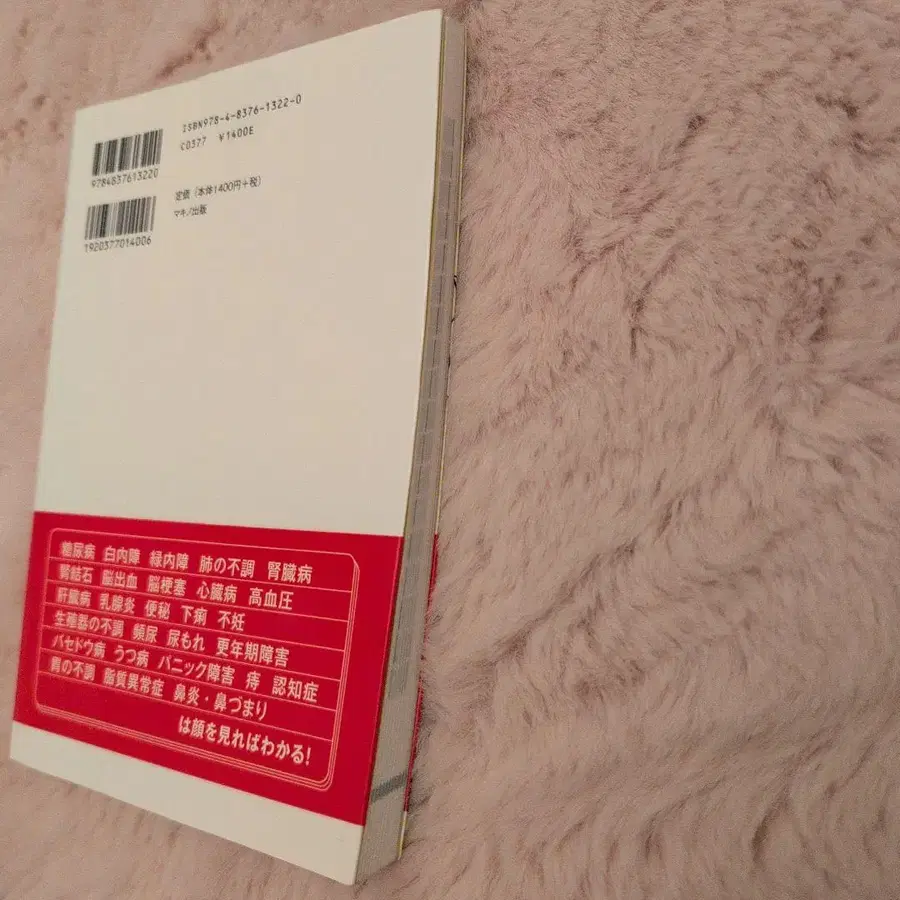 ISBN978-4-8376-1322-0
C0377 ¥1400E
9784837613220
定価（本体1400円＋税）
マキノ出版
1920377014006
糖尿病 白内障 緑内障 肺の不調 腎臓病
腎結石 脳出血 脳梗塞 心臓病 高血圧
肝臓病 乳腺炎 便秘 下痢 不妊
生殖器の不調 頻尿 尿もれ 更年期障害
バセドウ病 うつ病 パニック障害 痔 認知症
胃の不調 脂質異常症 鼻炎・鼻づまり
は顔を見ればわかる！